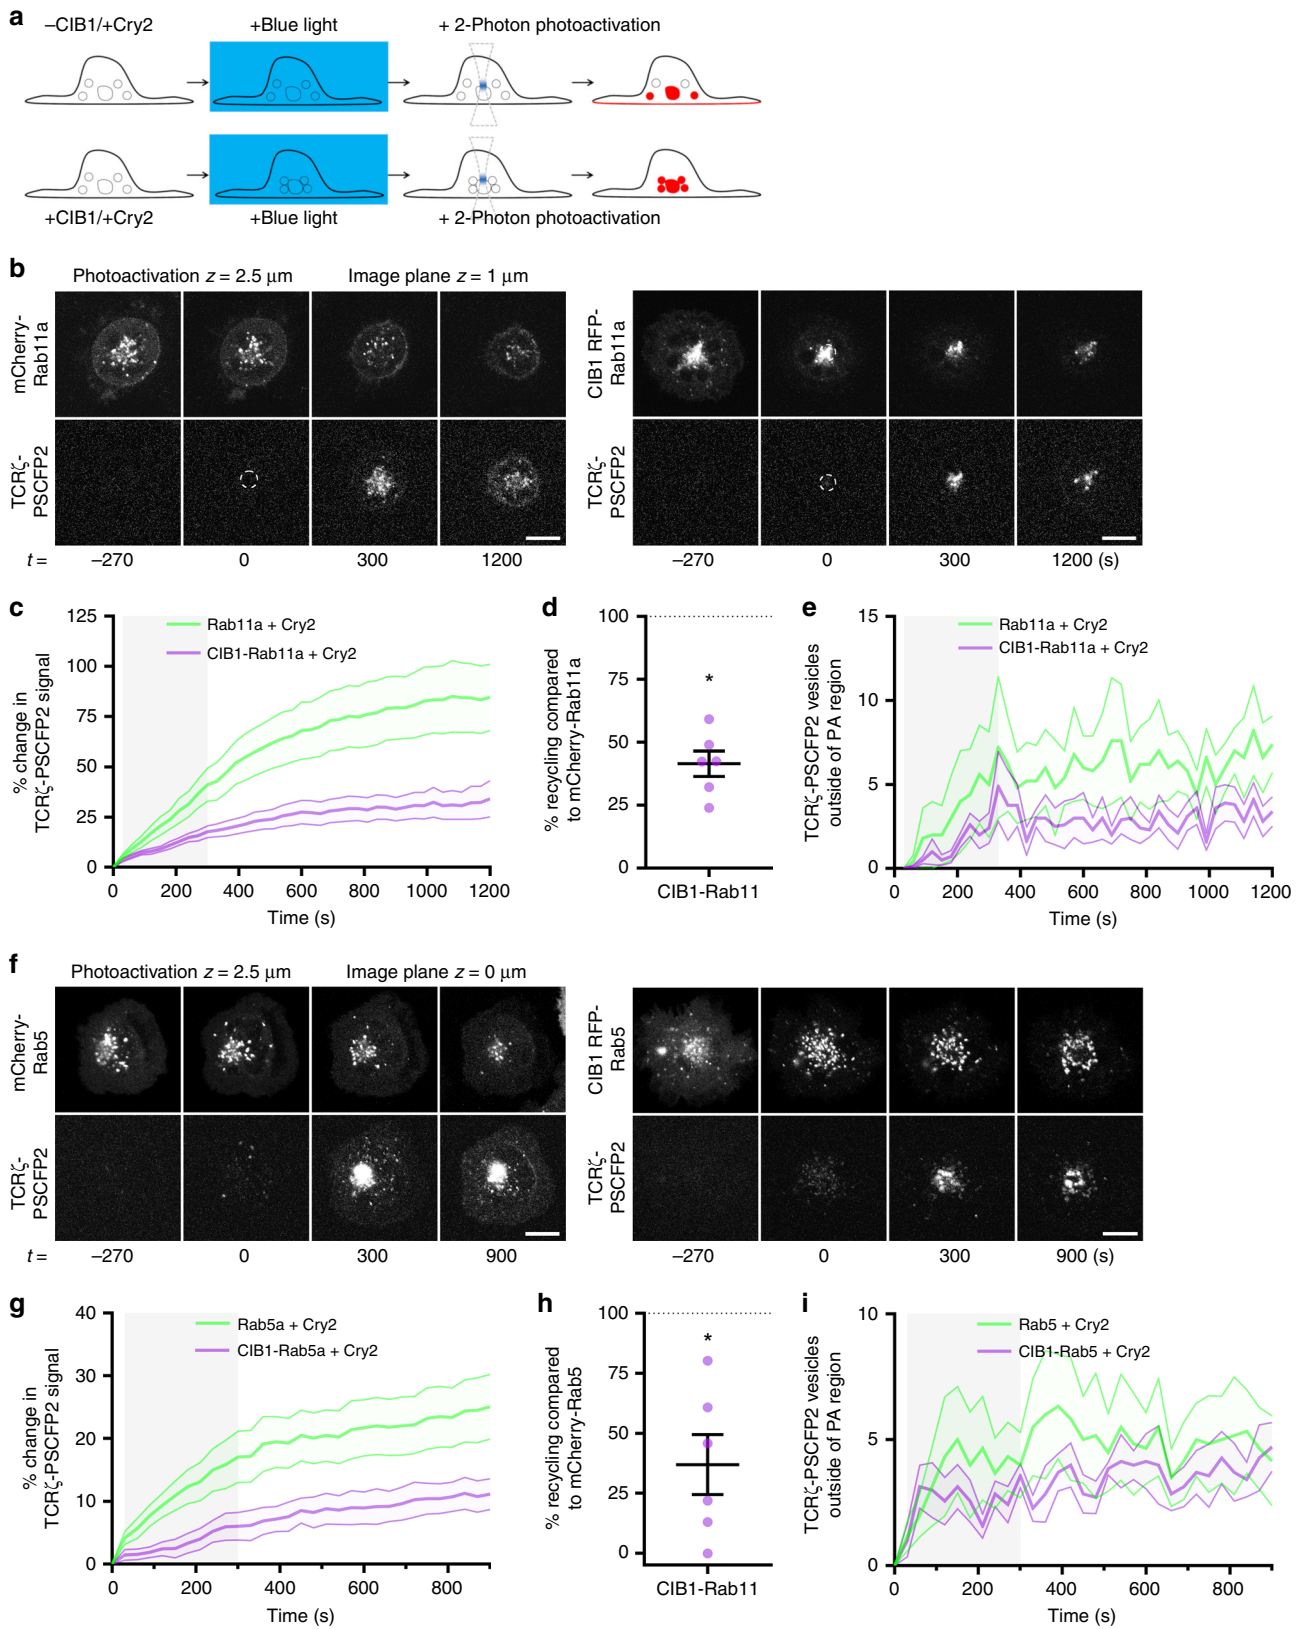 a
–CIB1/+Cry2 +Blue light + 2-Photon photoactivation
+CIB1/+Cry2 +Blue light + 2-Photon photoactivation
b
Photoactivation z = 2.5 μm Image plane z = 1 μm
mCherry-
Rab11a
TCRζ-
PSCFP2
CIB1 RFP-
Rab11a
TCRζ-
PSCFP2
t = –270 0 300 1200
–270 0 300 1200 (s)
c
% change in
TCRζ-PSCFP2 signal
125
100
75
50
25
0
Rab11a + Cry2
CIB1-Rab11a + Cry2
0 200 400 600 800 1000 1200
Time (s)
d
% recycling compared
to mCherry-Rab11a
100
75
50
25
0
*
CIB1-Rab11
e
TCRζ-PSCFP2 vesicles
outside of PA region
15
10
5
0
Rab11a + Cry2
CIB1-Rab11a + Cry2
0 200 400 600 800 1000 1200
Time (s)
f
Photoactivation z = 2.5 μm Image plane z = 0 μm
mCherry-
Rab5
TCRζ-
PSCFP2
CIB1 RFP-
Rab5
TCRζ-
PSCFP2
t = –270 0 300 900
–270 0 300 900 (s)
g
% change in
TCRζ-PSCFP2 signal
40
30
20
10
0
Rab5a + Cry2
CIB1-Rab5a + Cry2
0 200 400 600 800
Time (s)
h
% recycling compared
to mCherry-Rab5
100
75
50
25
0
*
CIB1-Rab11
i
TCRζ-PSCFP2 vesicles
outside of PA region
10
5
0
Rab5 + Cry2
CIB1-Rab5 + Cry2
0 200 400 600 800
Time (s)